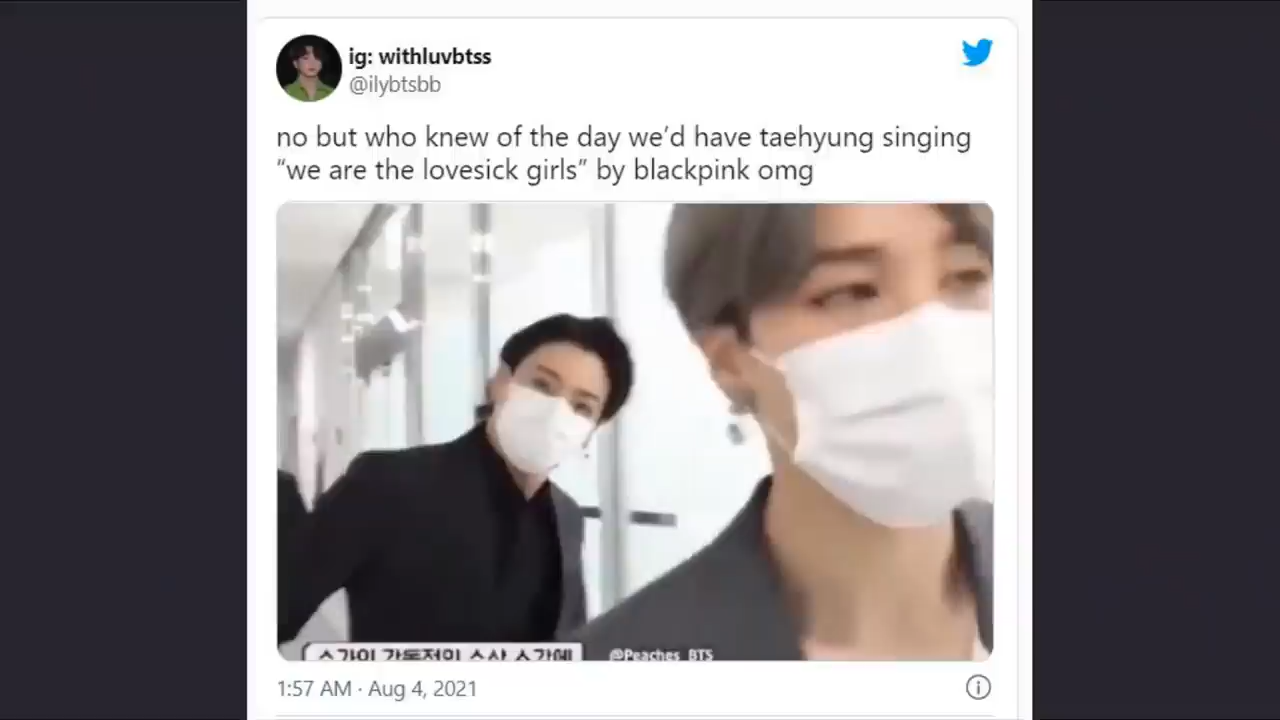 ig: withluvbtss
@ilybtsbb
no but who knew of the day we’d have taehyung singing
“we are the lovesick girls” by blackpink omg
@Peaches_BTS
1:57 AM · Aug 4, 2021